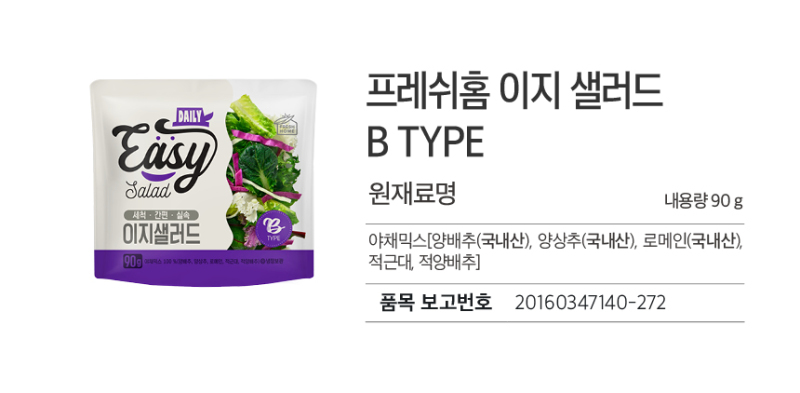 프레쉬홈 이지 샐러드
B TYPE
원재료명
내용량 90 g
야채믹스[양배추(국내산), 양상추(국내산), 로메인(국내산),
적근대, 적양배추]
품목 보고번호 20160347140-272
DAILY
Easy
Salad
세척·간편·실속
이지샐러드
B
TYPE
90g